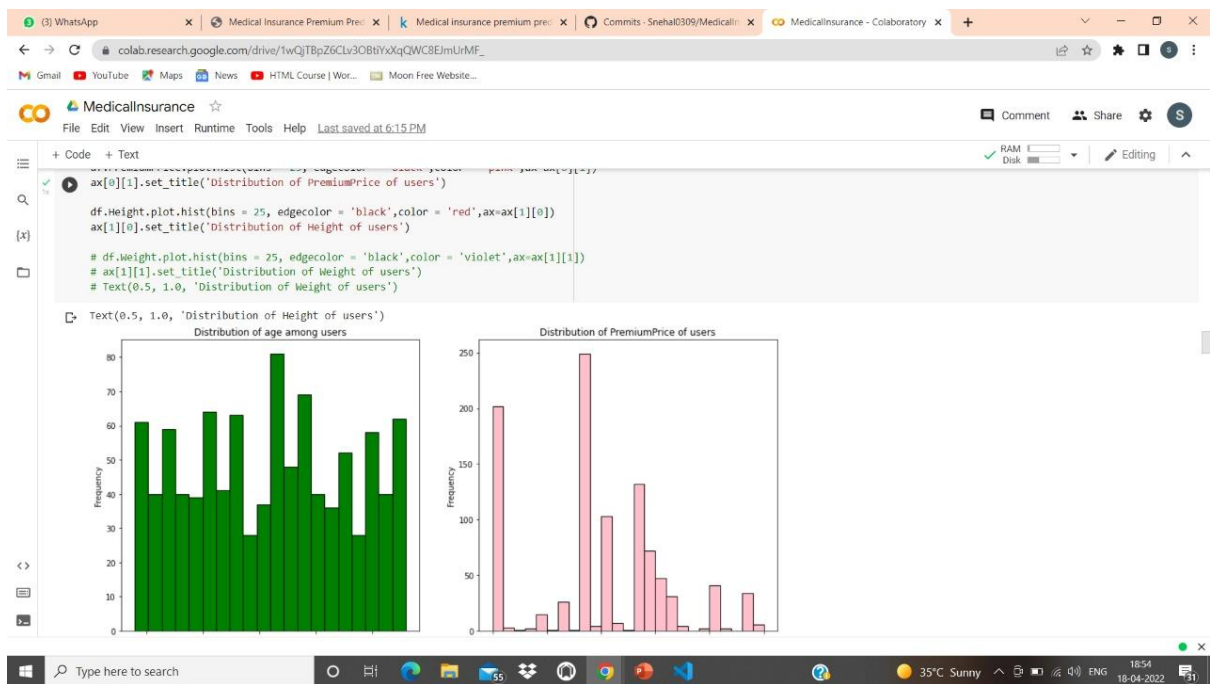 (3) WhatsApp
Medical Insurance Premium Pred
Medical insurance premium pred
Commits · Snehal0309/MedicalIn
MedicalInsurance - Colaboratory
colab.research.google.com/drive/1wQjTBpZ6CLv3OBtiYxXqQWC8EJmUrMF_
Gmail YouTube Maps News HTML Course | Wor... Moon Free Website...
MedicalInsurance
File Edit View Insert Runtime Tools Help Last saved at 6:15 PM
Comment Share S
+ Code + Text
RAM
Disk
Editing
ax[0][1].set_title('Distribution of PremiumPrice of users')
df.Height.plot.hist(bins = 25, edgecolor = 'black',color = 'red',ax=ax[1][0])
ax[1][0].set_title('Distribution of Height of users')
# df.Weight.plot.hist(bins = 25, edgecolor = 'black',color = 'violet',ax=ax[1][1])
# ax[1][1].set_title('Distribution of Weight of users')
# Text(0.5, 1.0, 'Distribution of Weight of users')
Text(0.5, 1.0, 'Distribution of Height of users')
Distribution of age among users
80
70
60
50
40
30
20
10
0
Frequency
Distribution of PremiumPrice of users
250
200
150
100
50
0
Frequency
Type here to search
55
35°C Sunny
ENG
18:54
18-04-2022
31